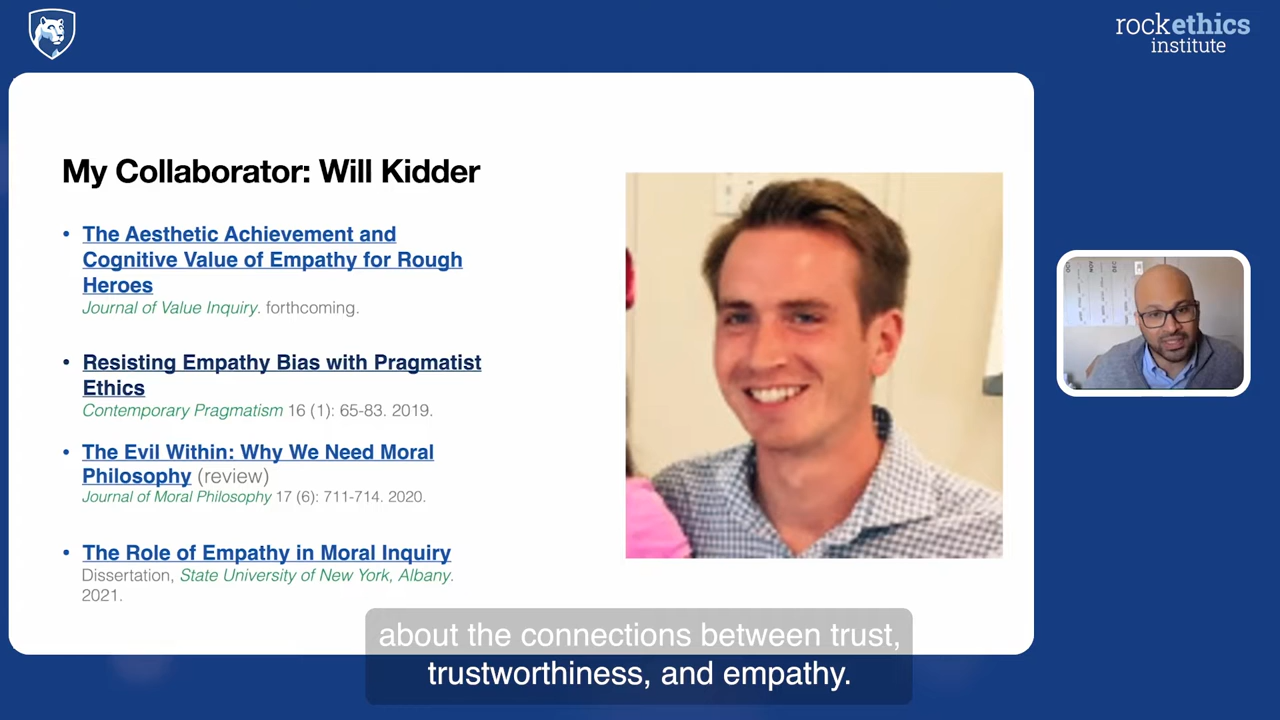 rockethics
institute
My Collaborator: Will Kidder
• The Aesthetic Achievement and
Cognitive Value of Empathy for Rough
Heroes
Journal of Value Inquiry. forthcoming.
• Resisting Empathy Bias with Pragmatist
Ethics
Contemporary Pragmatism 16 (1): 65-83. 2019.
• The Evil Within: Why We Need Moral
Philosophy (review)
Journal of Moral Philosophy 17 (6): 711-714. 2020.
• The Role of Empathy in Moral Inquiry
Dissertation, State University of New York, Albany.
2021.
about the connections between trust,
trustworthiness, and empathy.